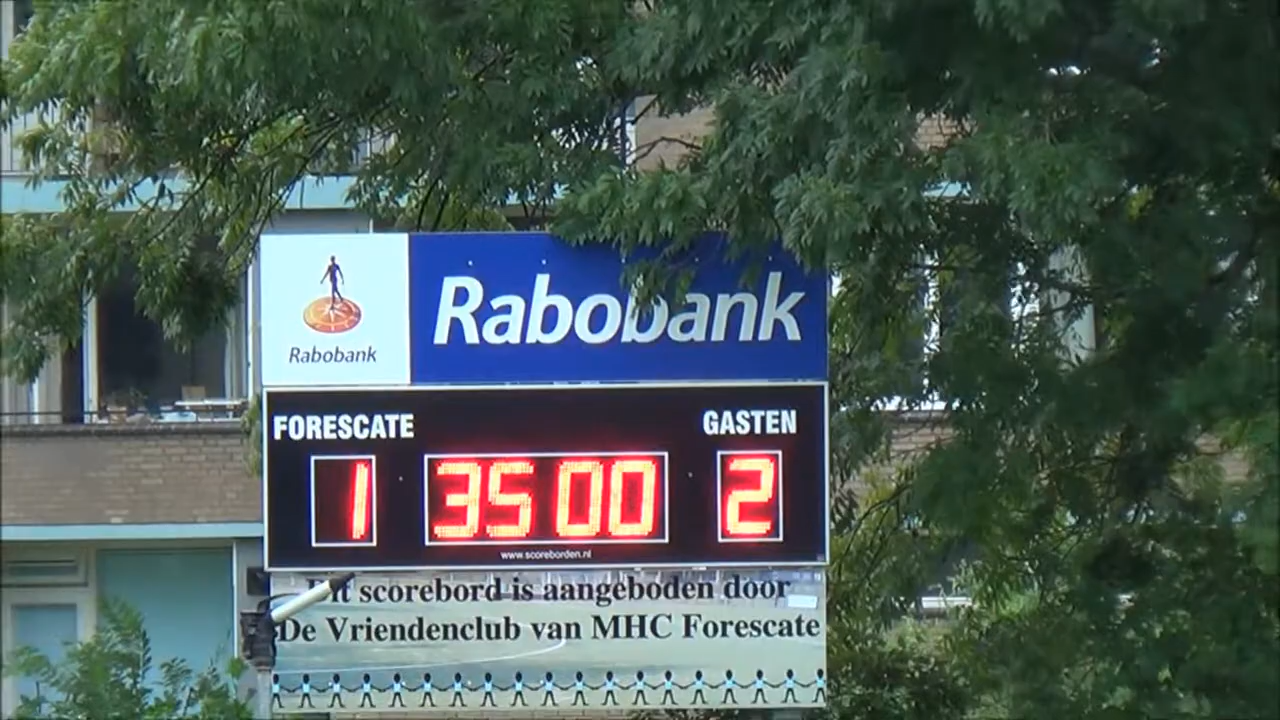 Rabobank
Rabobank
FORESCATE GASTEN
1 35 00 2
www.scoreborden.nl
Dit scorebord is aangeboden door
De Vriendenclub van MHC Forescate